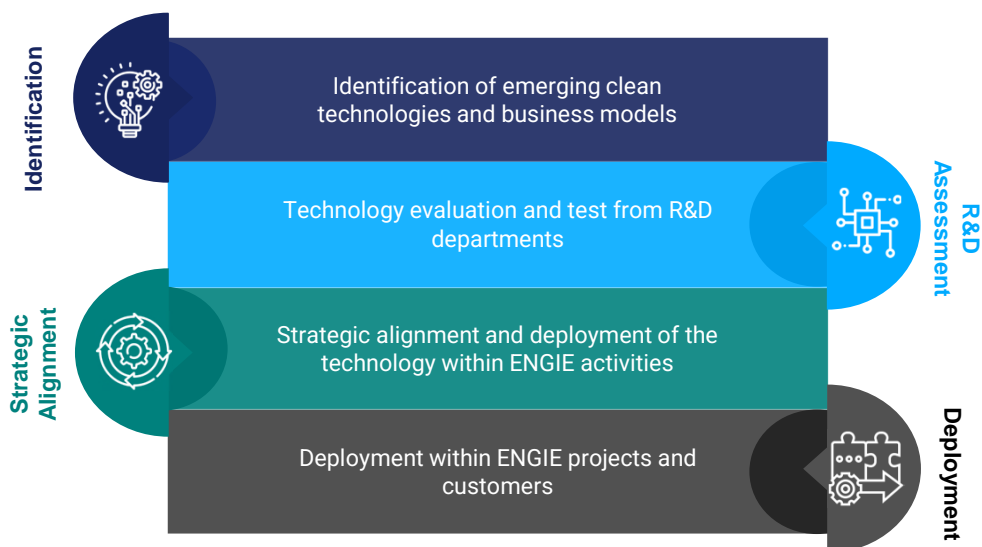 Identification
Identification of emerging clean
technologies and business models
Technology evaluation and test from R&D
departments
R&D
Assessment
Strategic
Alignment
Strategic alignment and deployment of the
technology within ENGIE activities
Deployment within ENGIE projects and
customers
Deployment